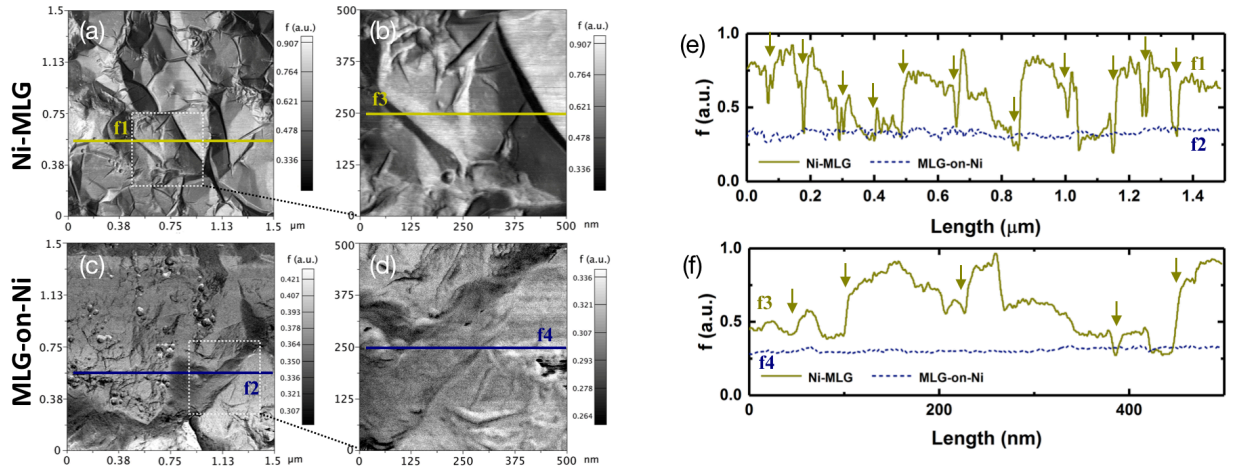 Ni-MLG
MLG-on-Ni
(a)
f (a.u.)
1.5
1.13
0.75
0.38
0
f1
0.907
0.764
0.621
0.478
0.336
0 0.38 0.75 1.13 1.5
µm
(b)
f (a.u.)
500
375
250
125
0
f3
0.907
0.764
0.621
0.478
0.336
0 125 250 375 500
nm
(c)
f (a.u.)
1.5
1.13
0.75
0.38
0
f2
0.421
0.407
0.393
0.378
0.364
0.350
0.336
0.321
0.307
0 0.38 0.75 1.13 1.5
µm
(d)
f (a.u.)
500
375
250
125
0
f4
0.336
0.321
0.307
0.293
0.278
0.264
0 125 250 375 500
nm
(e)
f (a.u.)
1.0
0.5
0.0
f1
f2
Ni-MLG MLG-on-Ni
0.0 0.2 0.4 0.6 0.8 1.0 1.2 1.4
Length (µm)
(f)
f (a.u.)
1.0
0.5
0.0
f3
f4
Ni-MLG MLG-on-Ni
0 200 400
Length (nm)